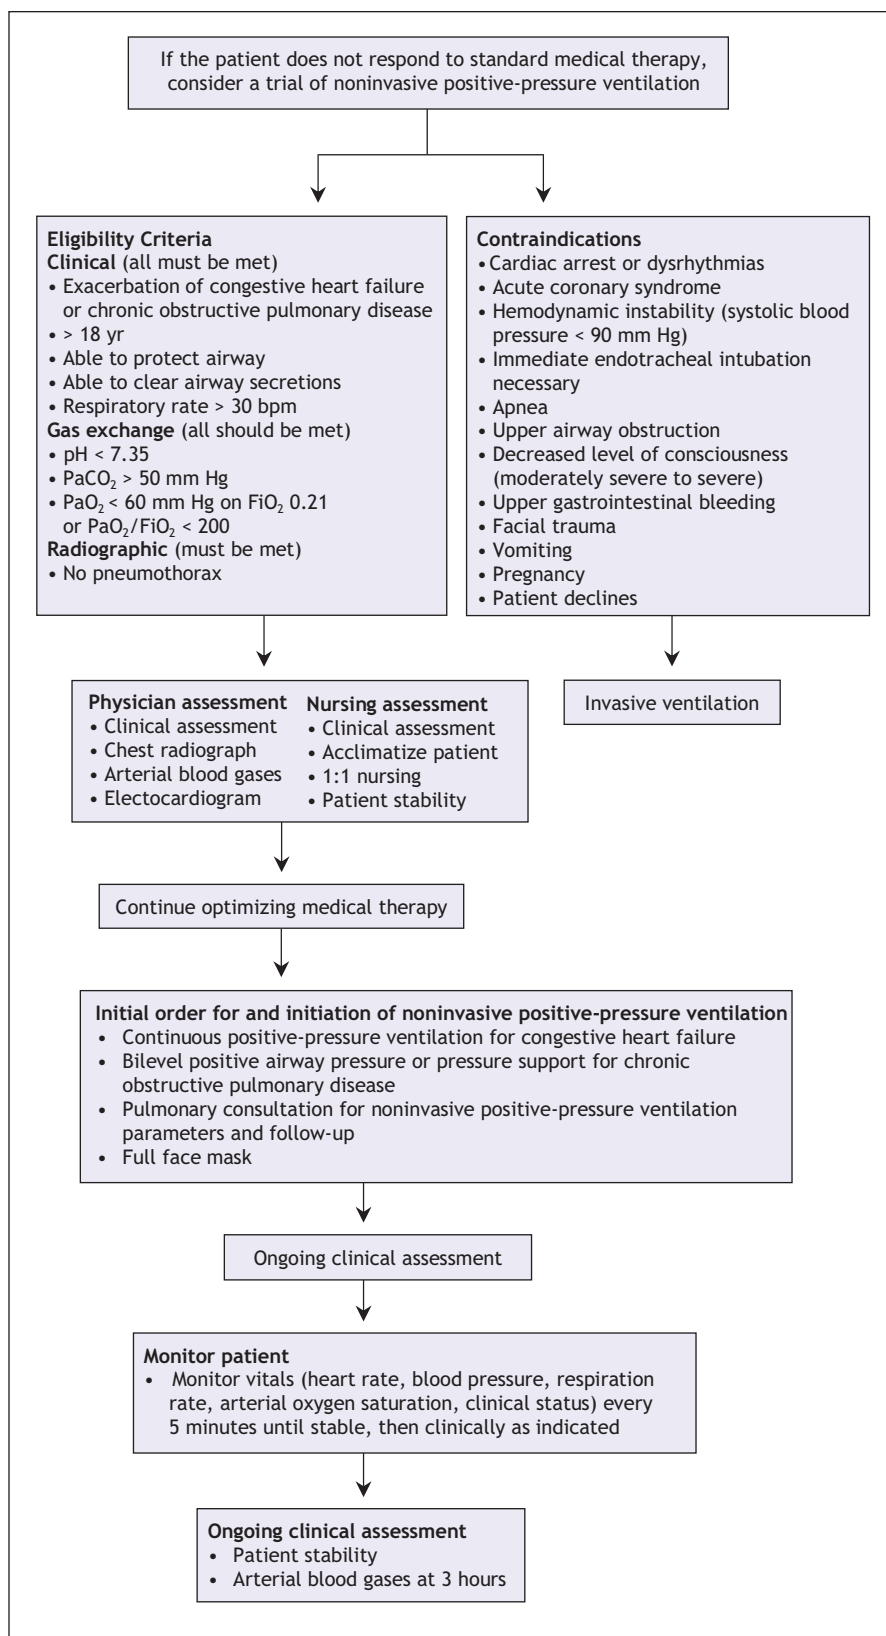 If the patient does not respond to standard medical therapy,
consider a trial of noninvasive positive-pressure ventilation
Eligibility Criteria
Clinical (all must be met)
• Exacerbation of congestive heart failure
or chronic obstructive pulmonary disease
• > 18 yr
• Able to protect airway
• Able to clear airway secretions
• Respiratory rate > 30 bpm
Gas exchange (all should be met)
• pH < 7.35
• PaCO₂ > 50 mm Hg
• PaO₂ < 60 mm Hg on FiO₂ 0.21
or PaO₂/FiO₂ < 200
Radiographic (must be met)
• No pneumothorax
Contraindications
• Cardiac arrest or dysrhythmias
• Acute coronary syndrome
• Hemodynamic instability (systolic blood
pressure < 90 mm Hg)
• Immediate endotracheal intubation
necessary
• Apnea
• Upper airway obstruction
• Decreased level of consciousness
(moderately severe to severe)
• Upper gastrointestinal bleeding
• Facial trauma
• Vomiting
• Pregnancy
• Patient declines
Physician assessment
• Clinical assessment
• Chest radiograph
• Arterial blood gases
• Electocardiogram
Nursing assessment
• Clinical assessment
• Acclimatize patient
• 1:1 nursing
• Patient stability
Invasive ventilation
Continue optimizing medical therapy
Initial order for and initiation of noninvasive positive-pressure ventilation
• Continuous positive-pressure ventilation for congestive heart failure
• Bilevel positive airway pressure or pressure support for chronic
obstructive pulmonary disease
• Pulmonary consultation for noninvasive positive-pressure ventilation
parameters and follow-up
• Full face mask
Ongoing clinical assessment
Monitor patient
• Monitor vitals (heart rate, blood pressure, respiration
rate, arterial oxygen saturation, clinical status) every
5 minutes until stable, then clinically as indicated
Ongoing clinical assessment
• Patient stability
• Arterial blood gases at 3 hours